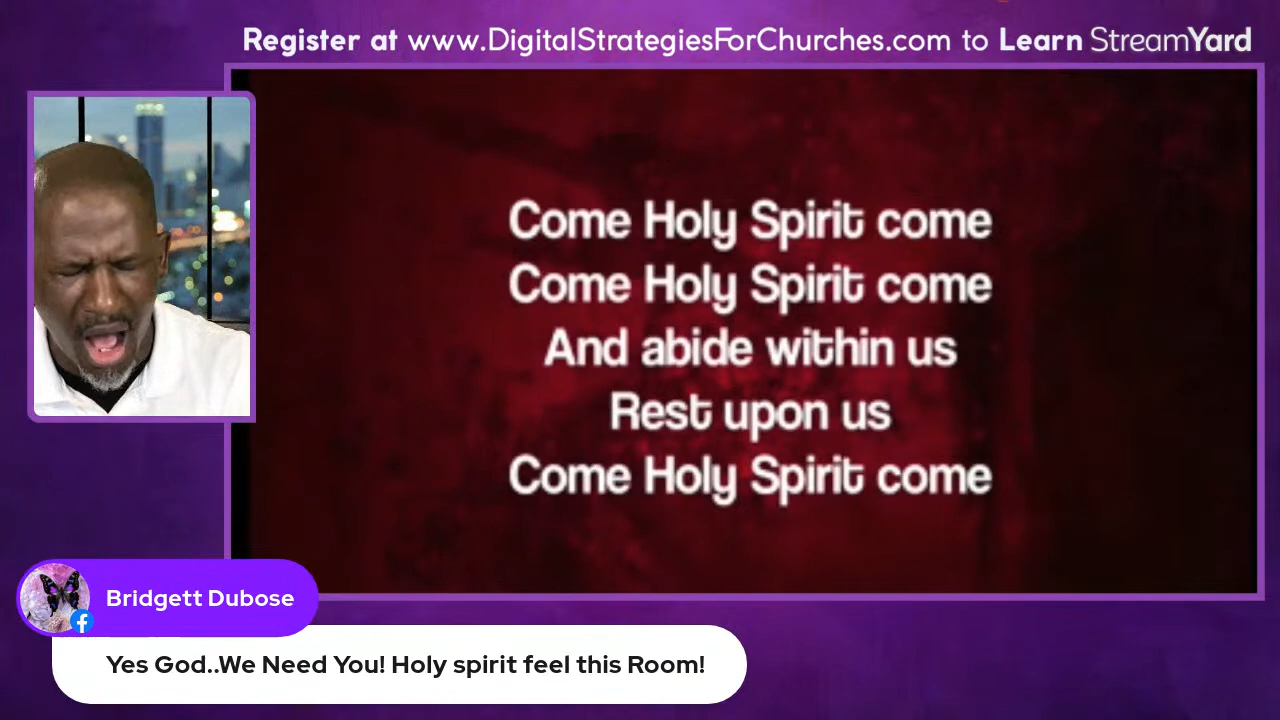 Register at www.DigitalStrategiesForChurches.com to Learn StreamYard
Come Holy Spirit come
Come Holy Spirit come
And abide within us
Rest upon us
Come Holy Spirit come
Bridgett Dubose
Yes God..We Need You! Holy spirit feel this Room!